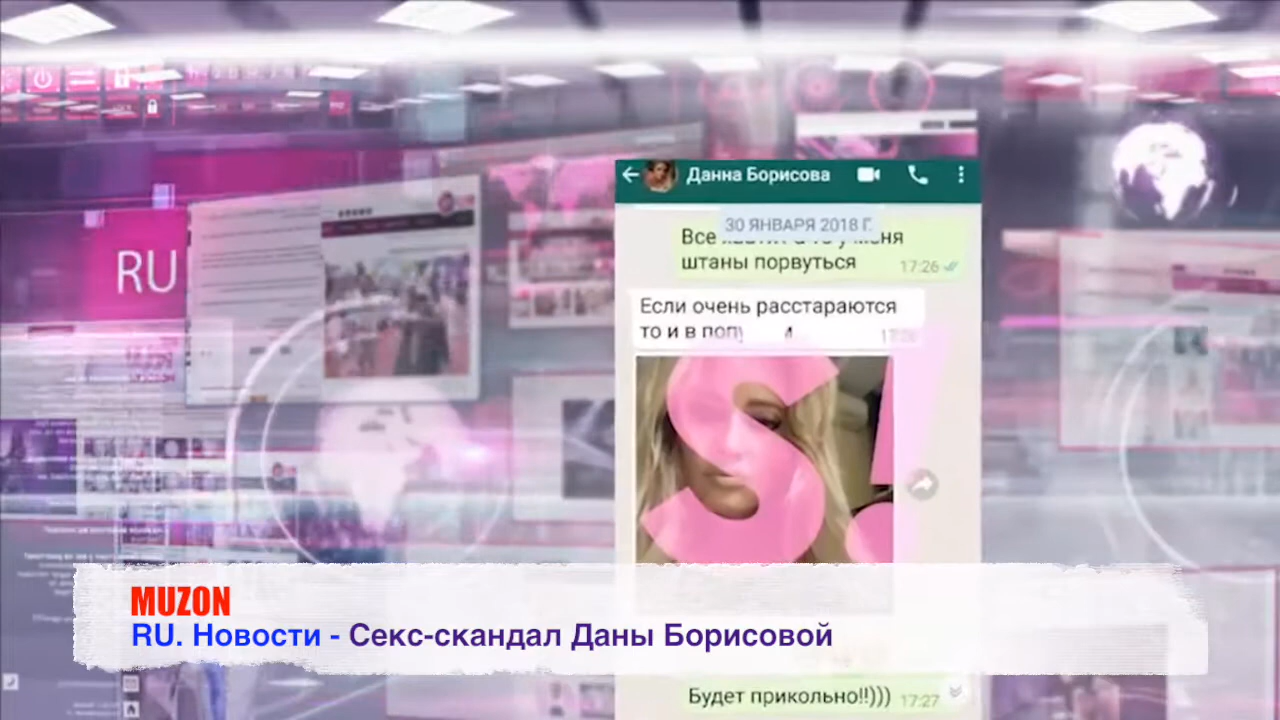 RU
Данна Борисова
30 ЯНВАРЯ 2018 Г.
Все
штаны порвуться
17:26
Если очень расстараются
то и в
S
MUZON
RU. Новости - Секс-скандал Даны Борисовой
Будет прикольно!!)))
17:27